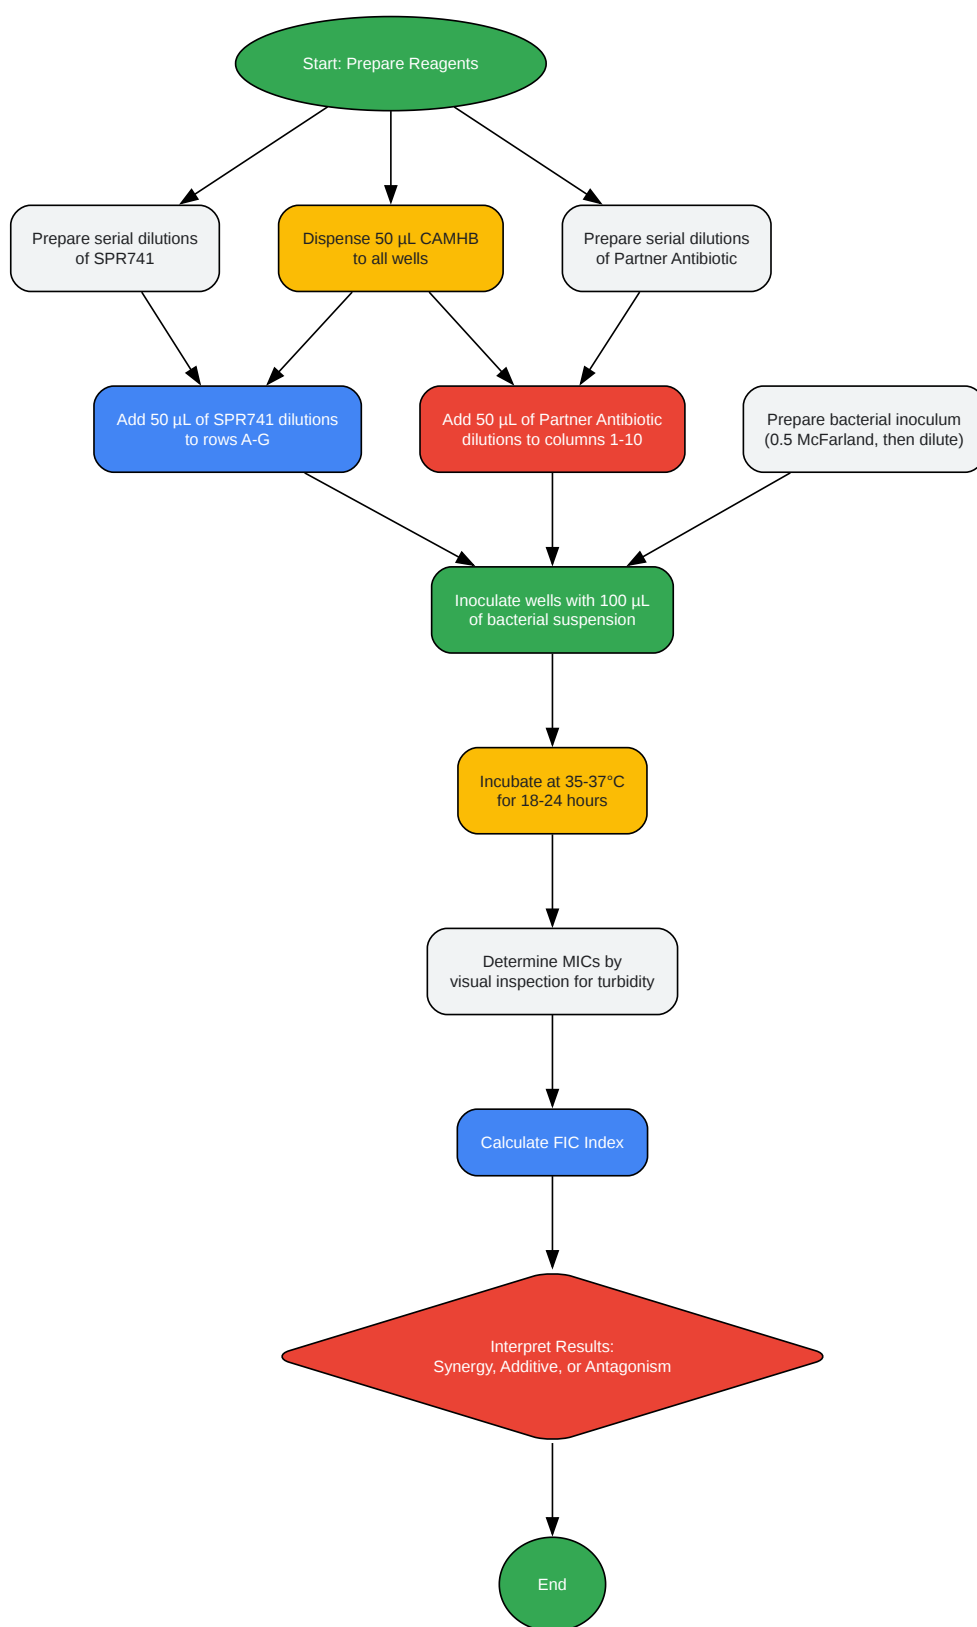 Start: Prepare Reagents
Prepare serial dilutions
of SPR741
Dispense 50 µL CAMHB
to all wells
Prepare serial dilutions
of Partner Antibiotic
Add 50 µL of SPR741 dilutions
to rows A-G
Add 50 µL of Partner Antibiotic
dilutions to columns 1-10
Prepare bacterial inoculum
(0.5 McFarland, then dilute)
Inoculate wells with 100 µL
of bacterial suspension
Incubate at 35-37°C
for 18-24 hours
Determine MICs by
visual inspection for turbidity
Calculate FIC Index
Interpret Results:
Synergy, Additive, or Antagonism
End